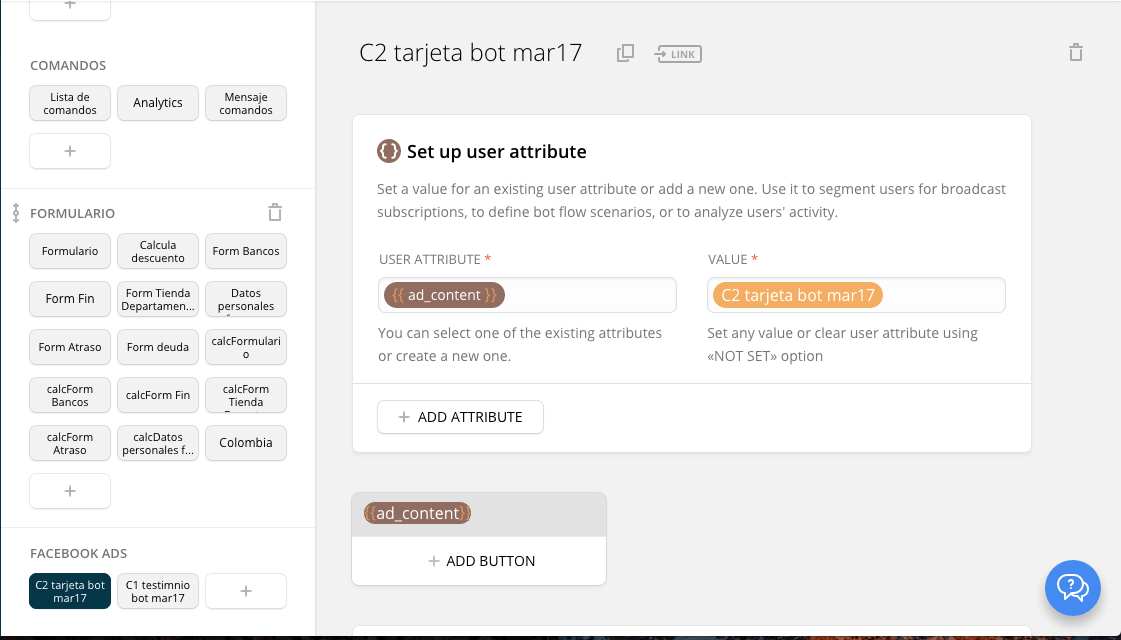 COMANDOS
Lista de
comandos
Analytics
Mensaje
comandos
FORMULARIO
Formulario
Calcula
descuento
Form Bancos
Form Fin
Form Tienda
Departamen...
Datos
personales
Form Atraso
Form deuda
calcFormulari
o
calcForm
Bancos
calcForm Fin
calcForm
Tienda
calcForm
Atraso
calcDatos
personales f...
Colombia
FACEBOOK ADS
C2 tarjeta bot
mar17
C1 testimnio
bot mar17
C2 tarjeta bot mar17
LINK
{} Set up user attribute
Set a value for an existing user attribute or add a new one. Use it to segment users for broadcast
subscriptions, to define bot flow scenarios, or to analyze users' activity.
USER ATTRIBUTE *
VALUE *
{{ ad_content }}
C2 tarjeta bot mar17
You can select one of the existing attributes
or create a new one.
Set any value or clear user attribute using
«NOT SET» option
+ ADD ATTRIBUTE
{{ad_content}}
+ ADD BUTTON